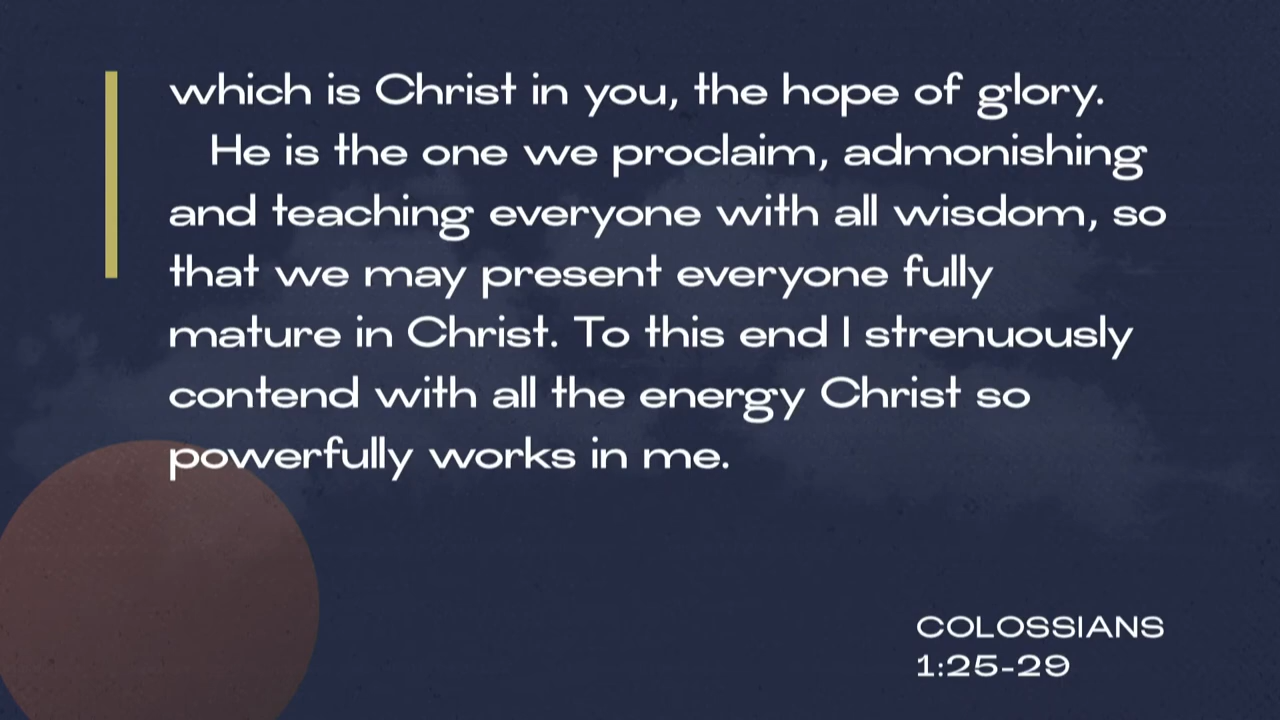 which is Christ in you, the hope of glory.
He is the one we proclaim, admonishing
and teaching everyone with all wisdom, so
that we may present everyone fully
mature in Christ. To this end I strenuously
contend with all the energy Christ so
powerfully works in me.
COLOSSIANS
1:25-29